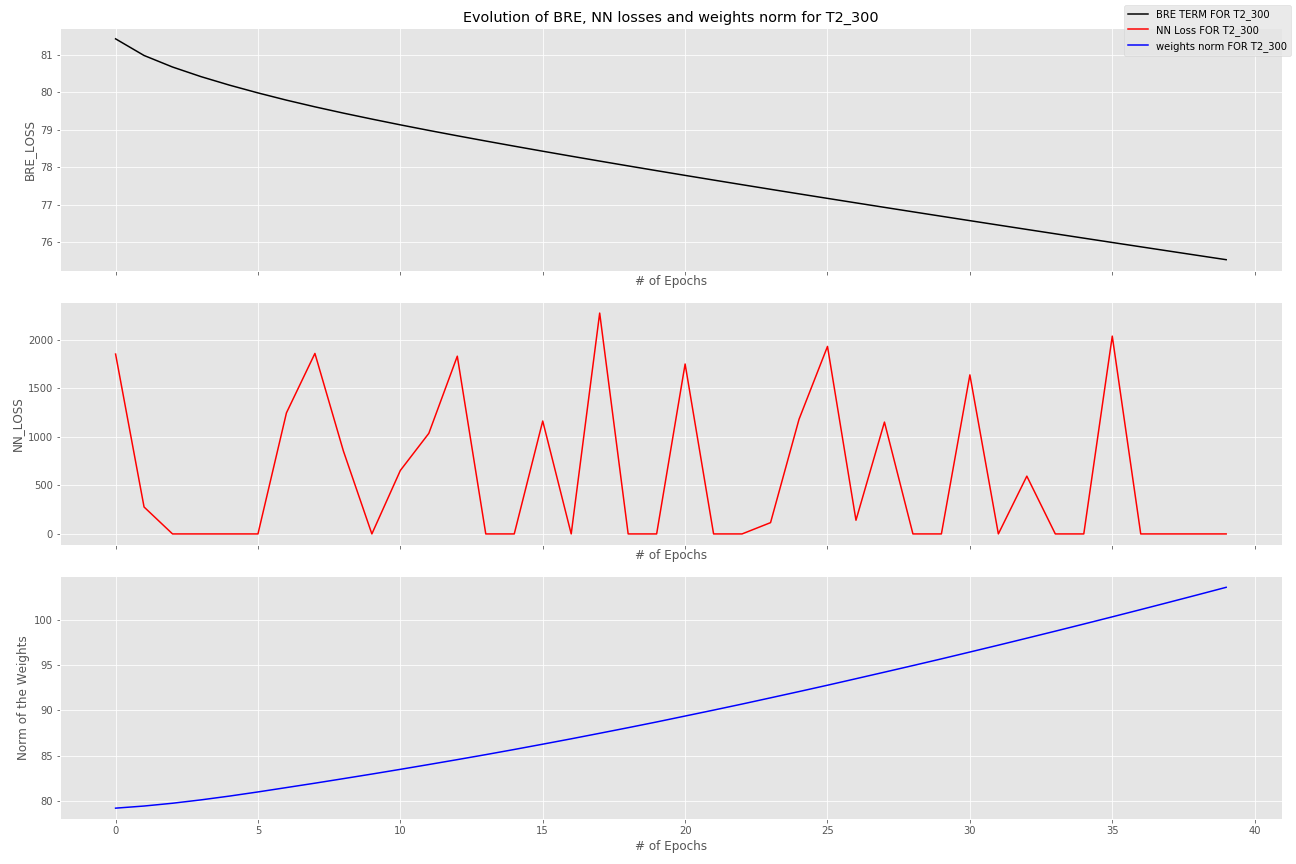 Evolution of BRE, NN losses and weights norm for T2_300
BRE TERM FOR T2_300
NN Loss FOR T2_300
weights norm FOR T2_300
BRE_LOSS
81
80
79
78
77
76
# of Epochs
NN_LOSS
2000
1500
1000
500
0
# of Epochs
Norm of the Weights
100
95
90
85
80
0 5 10 15 20 25 30 35 40
# of Epochs